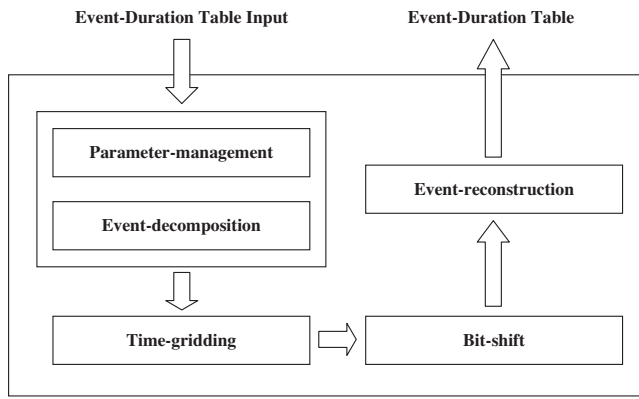 Event-Duration Table Input
Event-Duration Table
Parameter-management
Event-decomposition
Event-reconstruction
Time-gridding
Bit-shift